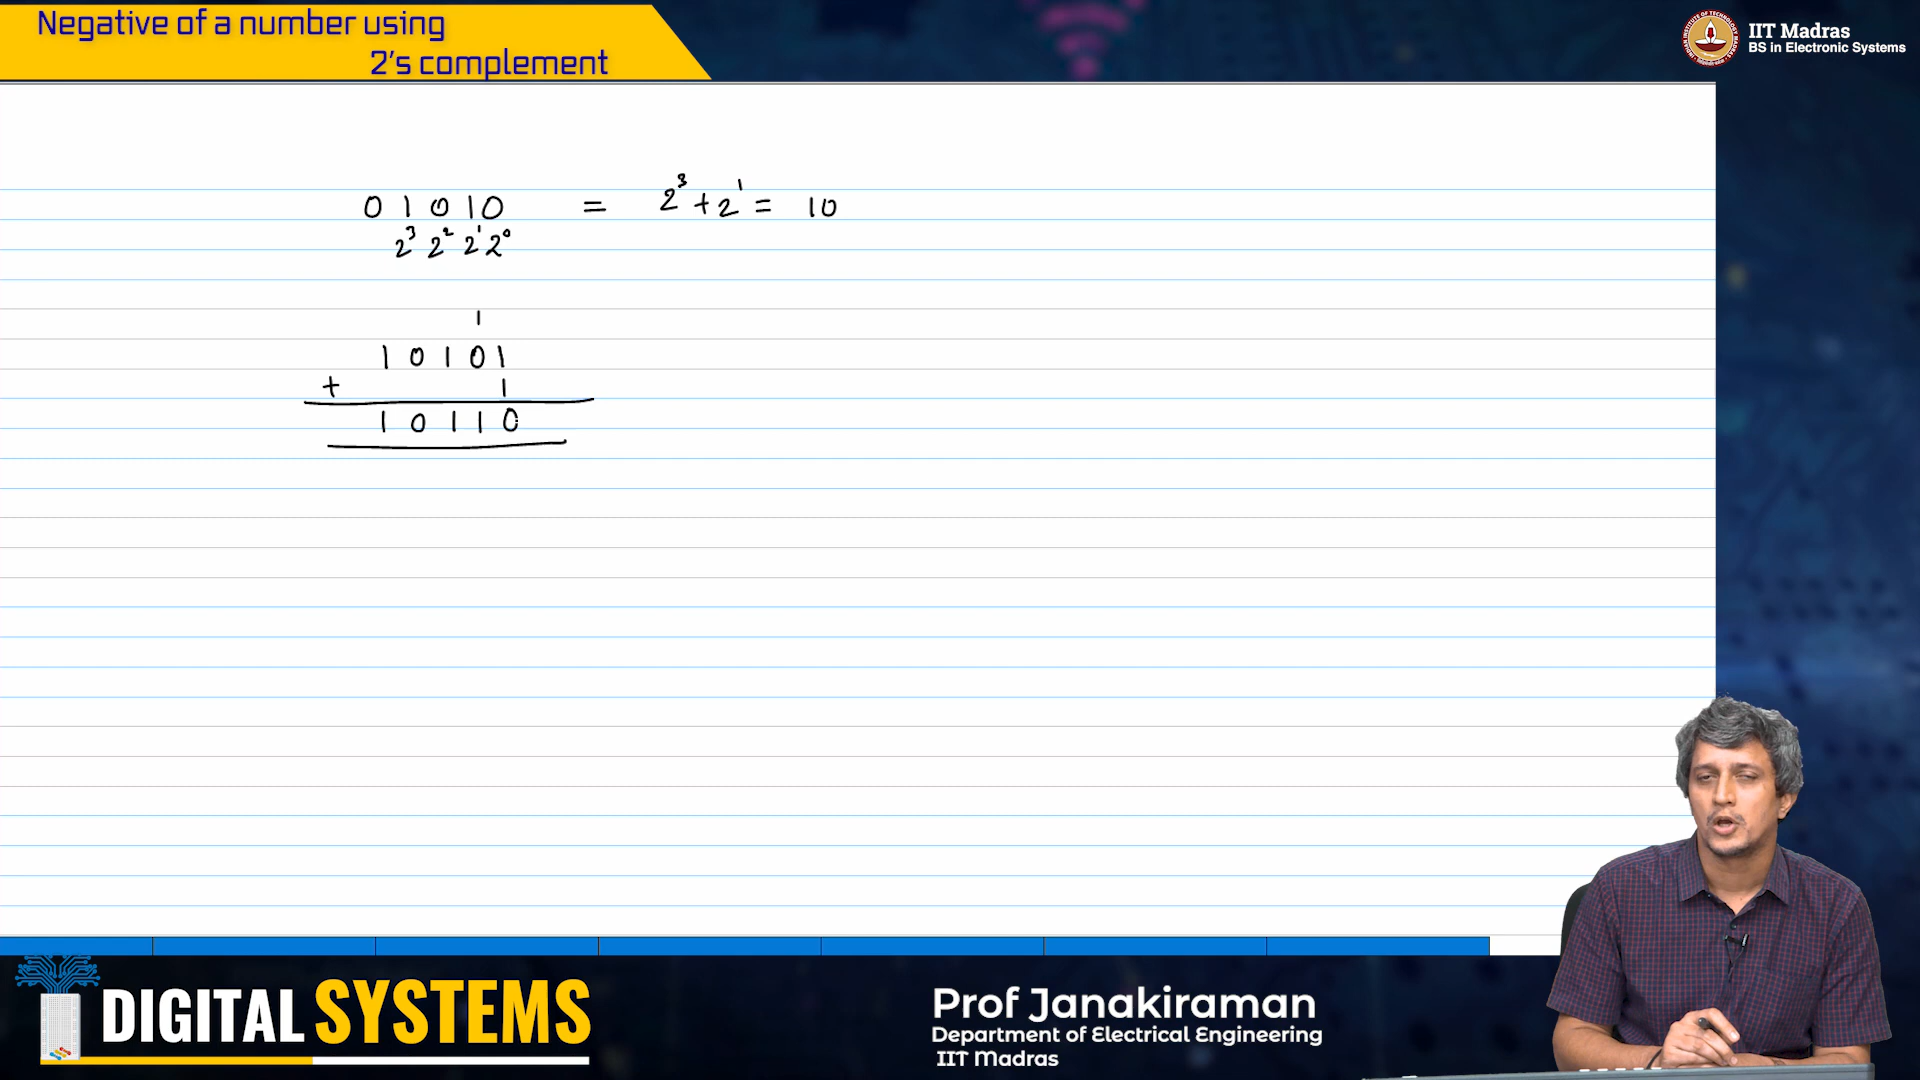 Negative of a number using
2's complement
IIT Madras
BS in Electronic Systems
0 1 0 1 0 = 2³ + 2¹ = 10
2³ 2² 2¹ 2⁰
1
1 0 1 0 1
+ 1
1 0 1 1 0
DIGITAL SYSTEMS
Prof Janakiraman
Department of Electrical Engineering
IIT Madras